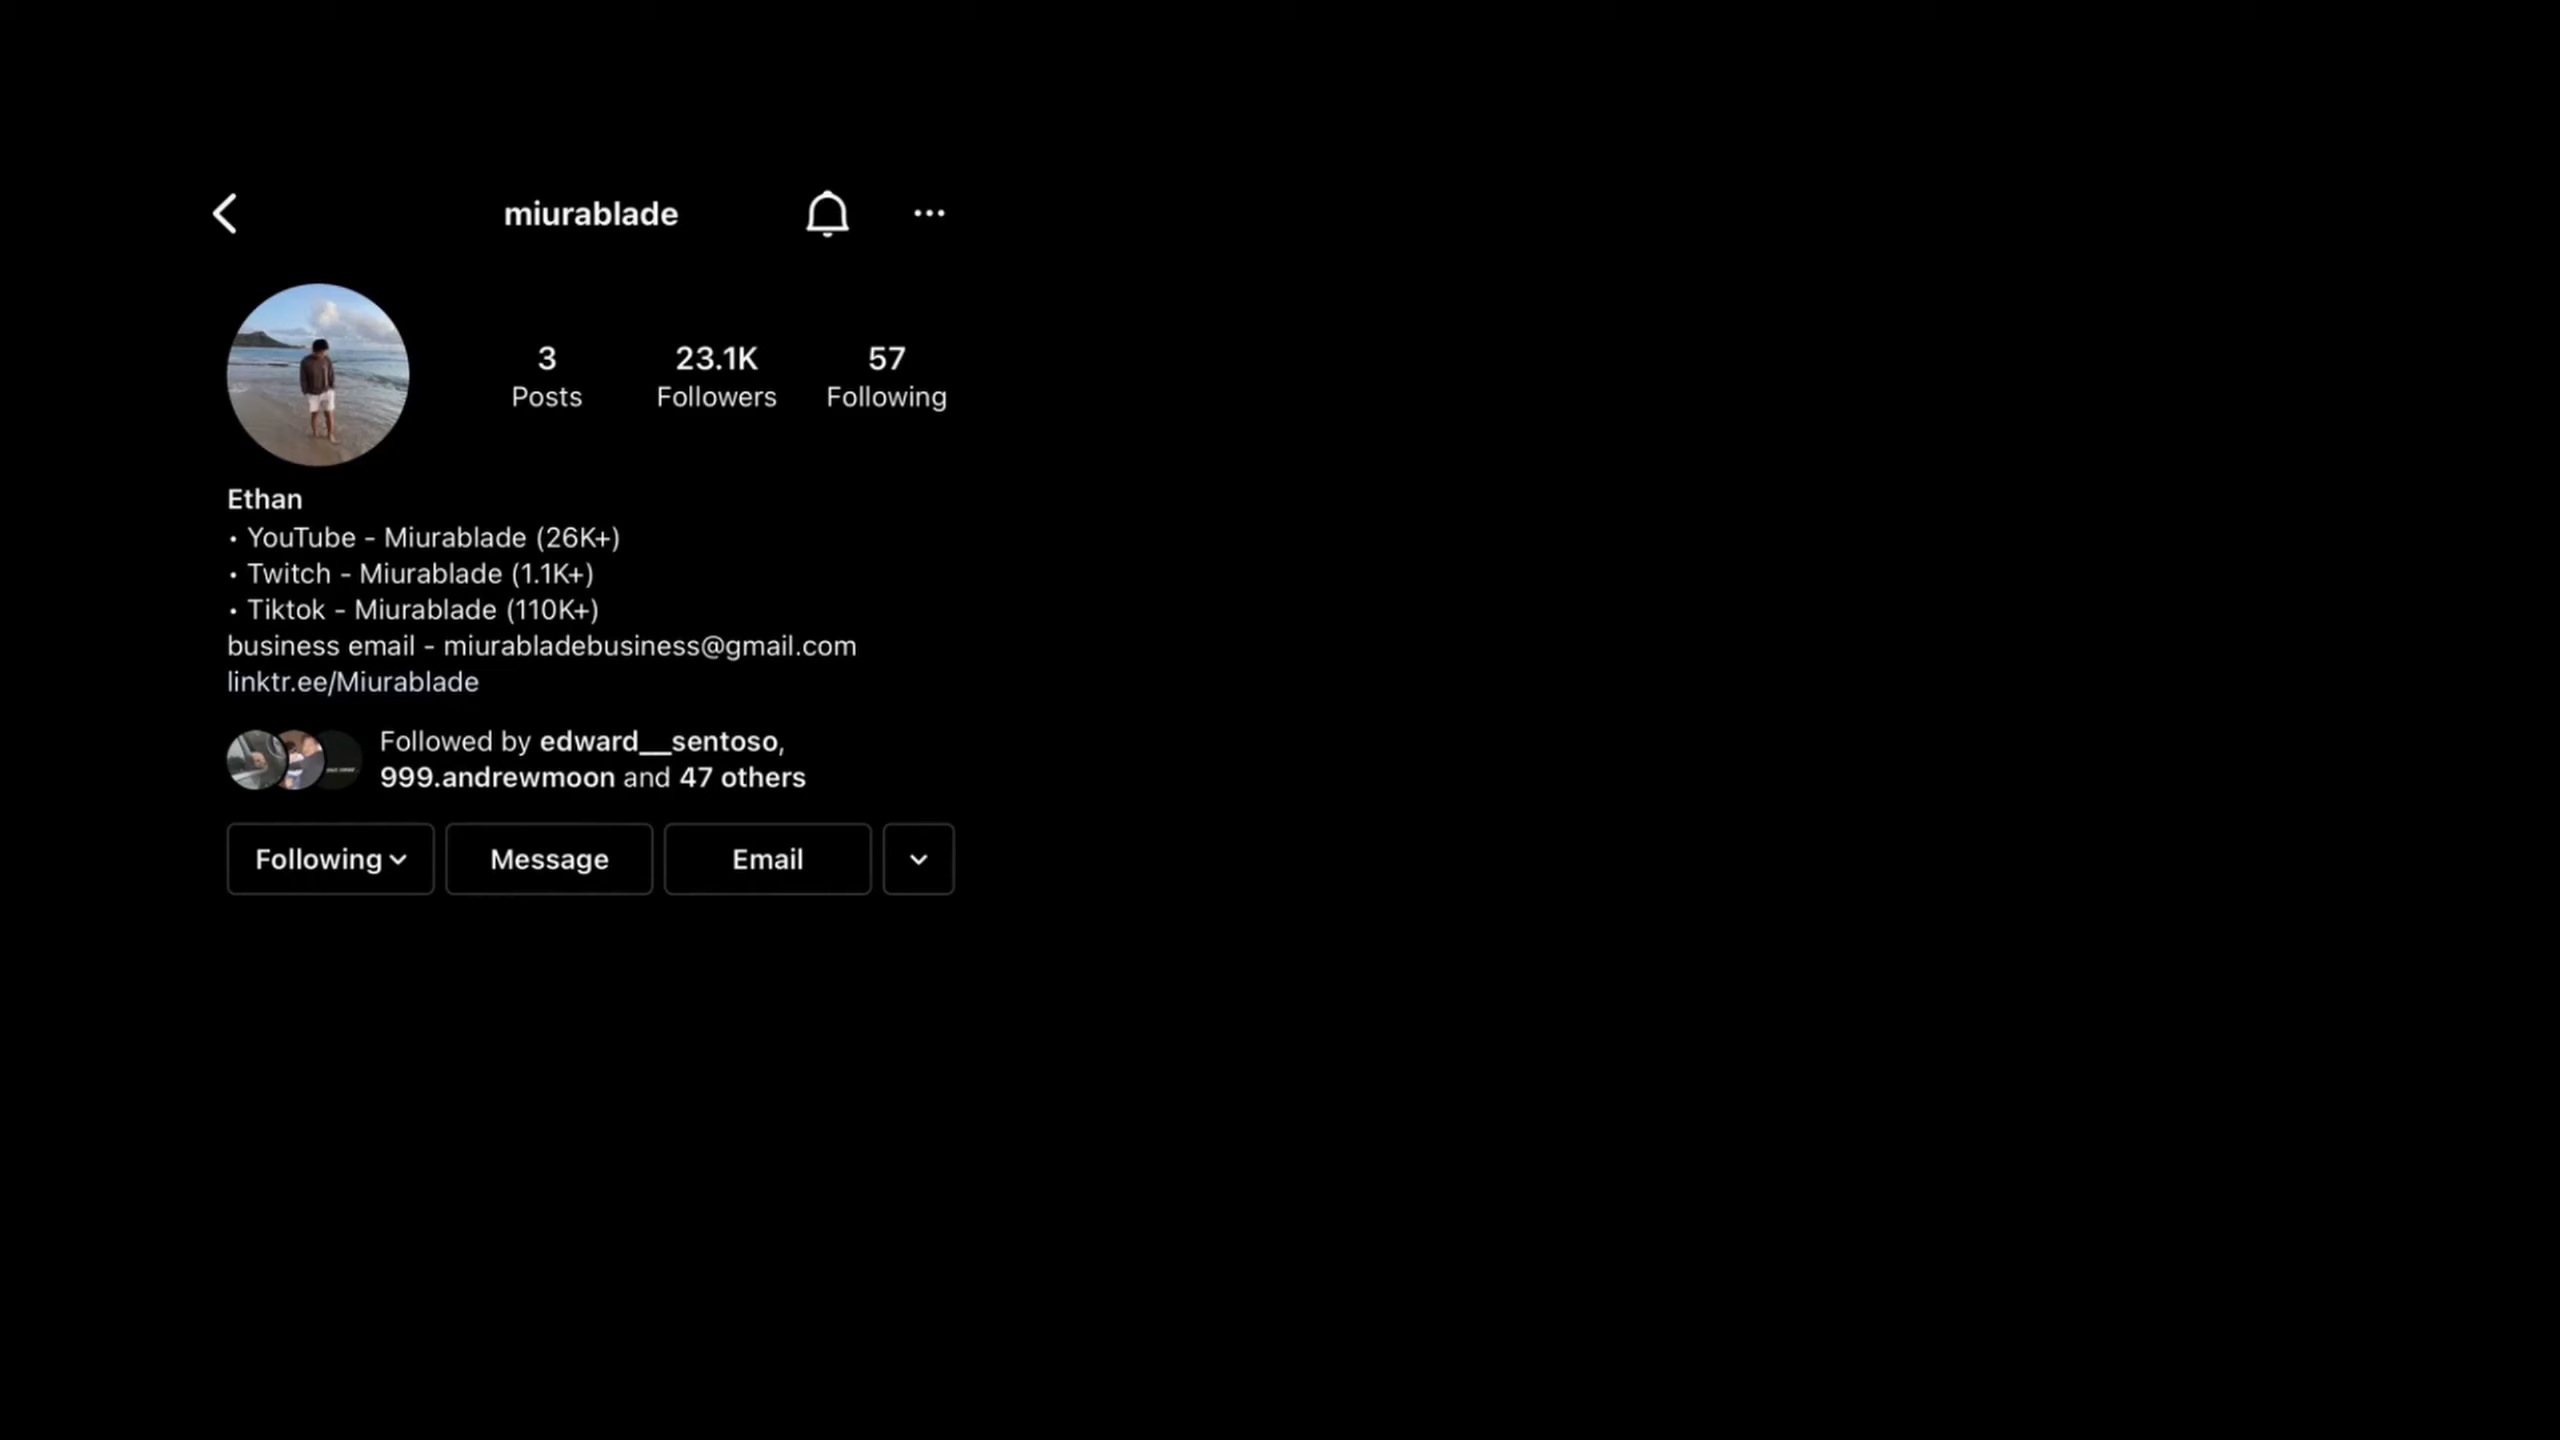 miurablade
3
23.1K
57
Posts
Followers
Following
Ethan
• YouTube - Miurablade (26K+)
• Twitch - Miurablade (1.1K+)
• Tiktok - Miurablade (110K+)
business email - miurabladebusiness@gmail.com
linktr.ee/Miurablade
Followed by edward__sentoso,
999.andrewmoon and 47 others
Following
Message
Email